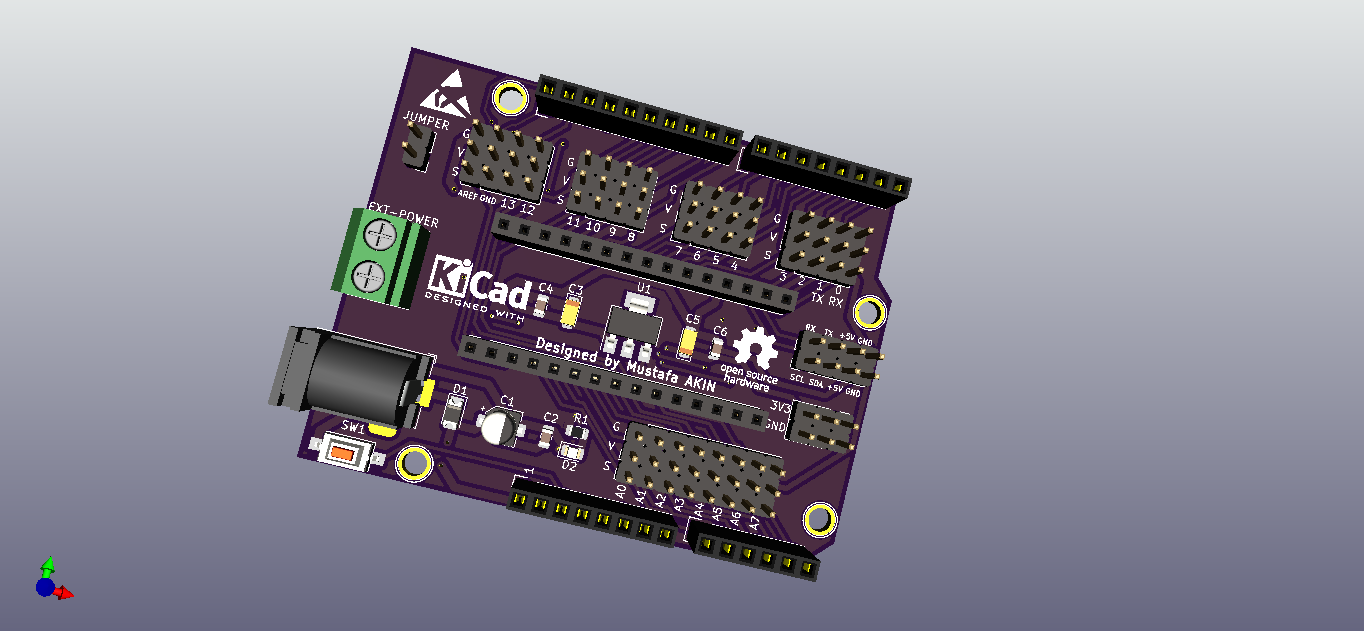 JUMPER
G
V
S
AREF GND 13 12
G
V
S
11 10 9 8
G
V
S
7 6 5 4
G
V
S
3 2 1 0
TX RX
EXT-POWER
KiCad
DESIGNED WITH
C4
C3
U1
C5
C6
open source
hardware
RX TX +5V GND
SCL SDA +5V GND
Designed by Mustafa AKIN
3V3
GND
D1
C1
+
C2
R1
D2
SW1
G
V
S
1
A0 A1 A2 A3 A4 A5 A6 A7